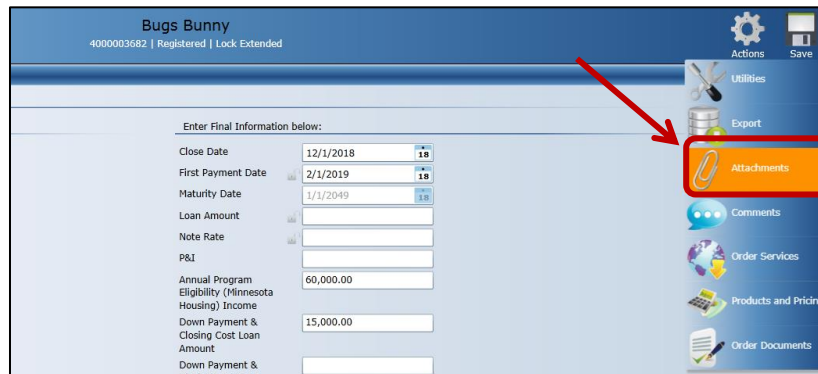 Bugs Bunny
4000003682 | Registered | Lock Extended
Actions
Save
Utilities
Export
Attachments
Comments
Order Services
Products and Pricin
Order Documents
Enter Final Information below:
Close Date 12/1/2018 18
First Payment Date 2/1/2019 18
Maturity Date 1/1/2049 18
Loan Amount
Note Rate
P&I
Annual Program 60,000.00
Eligibility (Minnesota
Housing) Income
Down Payment & 15,000.00
Closing Cost Loan
Amount
Down Payment &